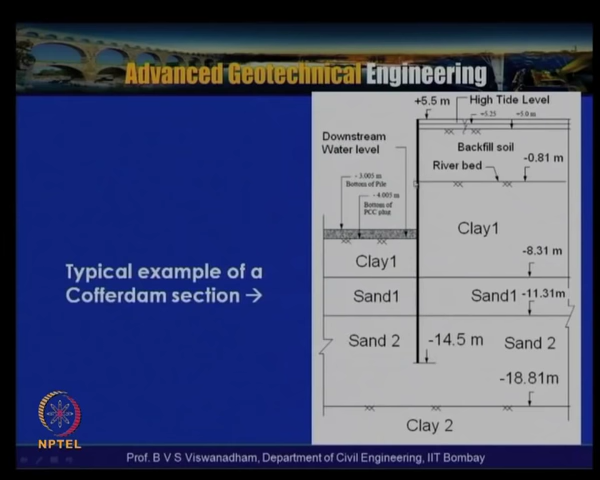 Advanced Geotechnical Engineering
Typical example of a
Cofferdam section →
+5.5 m
High Tide Level
+5.25
+5.0 m
Downstream
Water level
Backfill soil
River bed
-0.81 m
-3.005 m
Bottom of Pile
-4.005 m
Bottom of
PCC plug
Clay1
Clay1
-8.31 m
Sand1
Sand1
-11.31m
Sand 2
-14.5 m
Sand 2
-18.81m
Clay 2
NPTEL
Prof. B V S Viswanadham, Department of Civil Engineering, IIT Bombay